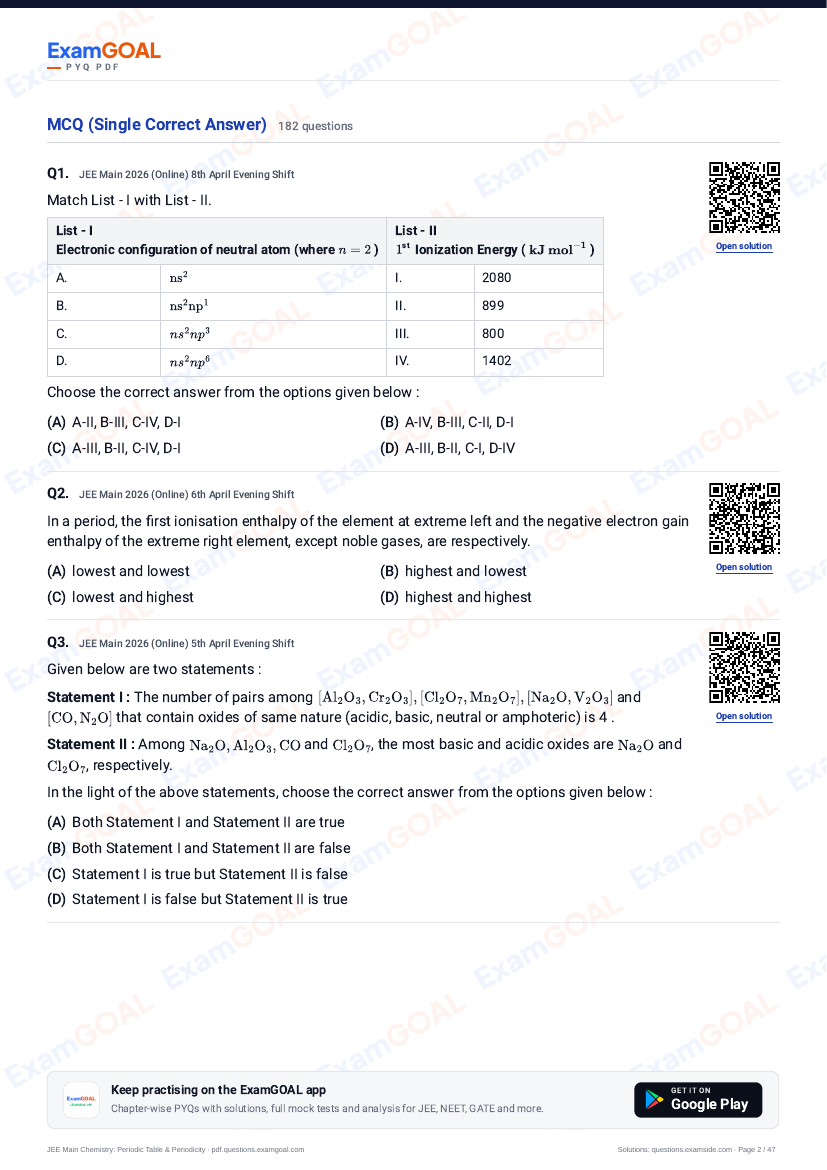 ExamGOAL
PYQ PDF
MCQ (Single Correct Answer) 182 questions
Q1. JEE Main 2026 (Online) 8th April Evening Shift
Match List - I with List - II.
List - I List - II
Electronic configuration of neutral atom (where n = 2 ) 1ˢᵗ Ionization Energy ( kJ mol⁻¹ )
A. ns² I. 2080
B. ns²np¹ II. 899
C. ns²np³ III. 800
D. ns²np⁶ IV. 1402
Choose the correct answer from the options given below :
(A) A-II, B-III, C-IV, D-I (B) A-IV, B-III, C-II, D-I
(C) A-III, B-II, C-IV, D-I (D) A-III, B-II, C-I, D-IV
Open solution
Q2. JEE Main 2026 (Online) 6th April Evening Shift
In a period, the first ionisation enthalpy of the element at extreme left and the negative electron gain
enthalpy of the extreme right element, except noble gases, are respectively.
(A) lowest and lowest (B) highest and lowest
(C) lowest and highest (D) highest and highest
Open solution
Q3. JEE Main 2026 (Online) 5th April Evening Shift
Given below are two statements :
Statement I : The number of pairs among [Al₂O₃, Cr₂O₃], [Cl₂O₇, Mn₂O₇], [Na₂O, V₂O₃] and
[CO, N₂O] that contain oxides of same nature (acidic, basic, neutral or amphoteric) is 4 .
Statement II : Among Na₂O, Al₂O₃, CO and Cl₂O₇, the most basic and acidic oxides are Na₂O and
Cl₂O₇, respectively.
In the light of the above statements, choose the correct answer from the options given below :
(A) Both Statement I and Statement II are true
(B) Both Statement I and Statement II are false
(C) Statement I is true but Statement II is false
(D) Statement I is false but Statement II is true
Open solution
ExamGOAL
Keep practising on the ExamGOAL app
Chapter-wise PYQs with solutions, full mock tests and analysis for JEE, NEET, GATE and more.
GET IT ON
Google Play
JEE Main Chemistry: Periodic Table & Periodicity · pdf.questions.examgoal.com
Solutions: questions.examside.com · Page 2 / 47